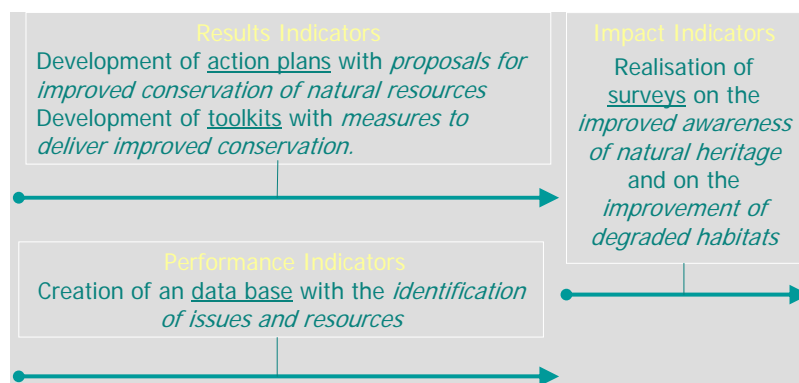 Results Indicators
Development of action plans with proposals for
improved conservation of natural resources
Development of toolkits with measures to
deliver improved conservation.
Performance Indicators
Creation of an data base with the identification
of issues and resources
Impact Indicators
Realisation of
surveys on the
improved awareness
of natural heritage
and on the
improvement of
degraded habitats